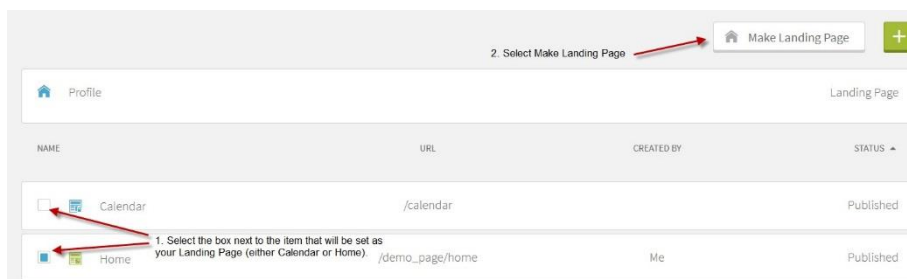 Make Landing Page
2. Select Make Landing Page
Profile Landing Page
NAME URL CREATED BY STATUS
Calendar /calendar Published
1. Select the box next to the item that will be set as
your Landing Page (either Calendar or Home).
Home /demo_page/home Me Published